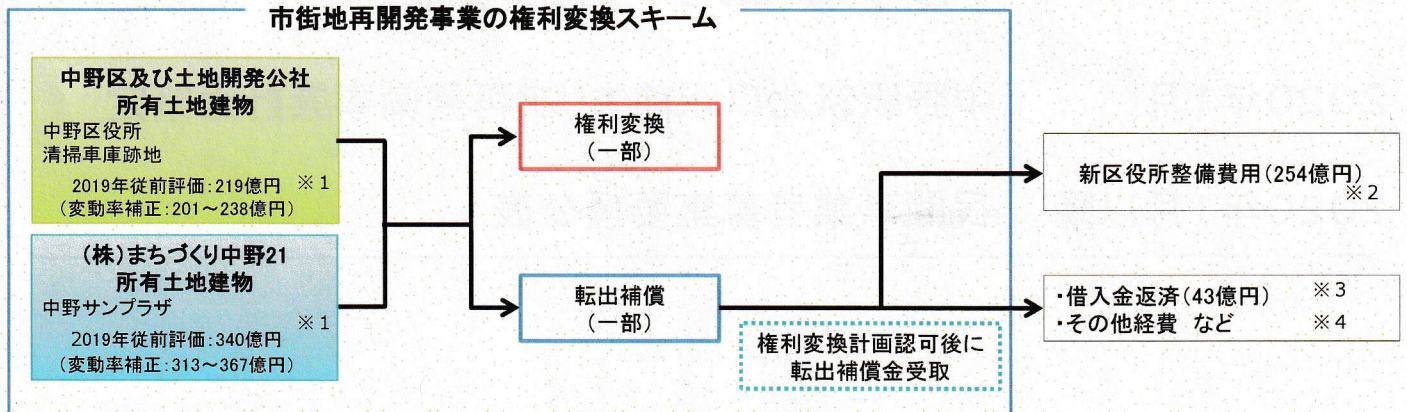 市街地再開発事業の権利変換スキーム
中野区及び土地開発公社
所有土地建物
中野区役所
清掃車庫跡地
2019年従前評価:219億円 ※1
(変動率補正:201～238億円)
(株)まちづくり中野21
所有土地建物
中野サンプラザ
※1
2019年従前評価:340億円
(変動率補正:313～367億円)
権利変換
(一部)
転出補償
(一部)
権利変換計画認可後に
転出補償金受取
新区役所整備費用(254億円)
※2
・借入金返済(43億円) ※3
・その他経費 など ※4